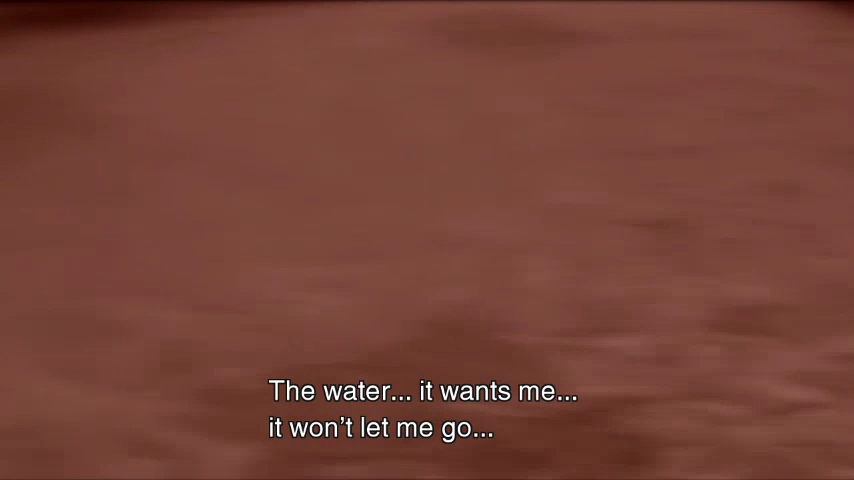 The water... it wants me...
it won’t let me go...